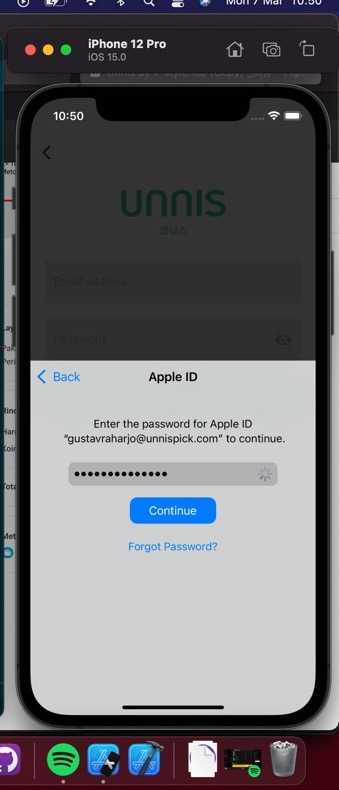 Mon 7 Mar 10.50
iPhone 12 Pro
iOS 15.0
10:50
UNNIS
Email address
Password
Back
Apple ID
Enter the password for Apple ID
“gustavraharjo@unnispick.com” to continue.
Continue
Forgot Password?